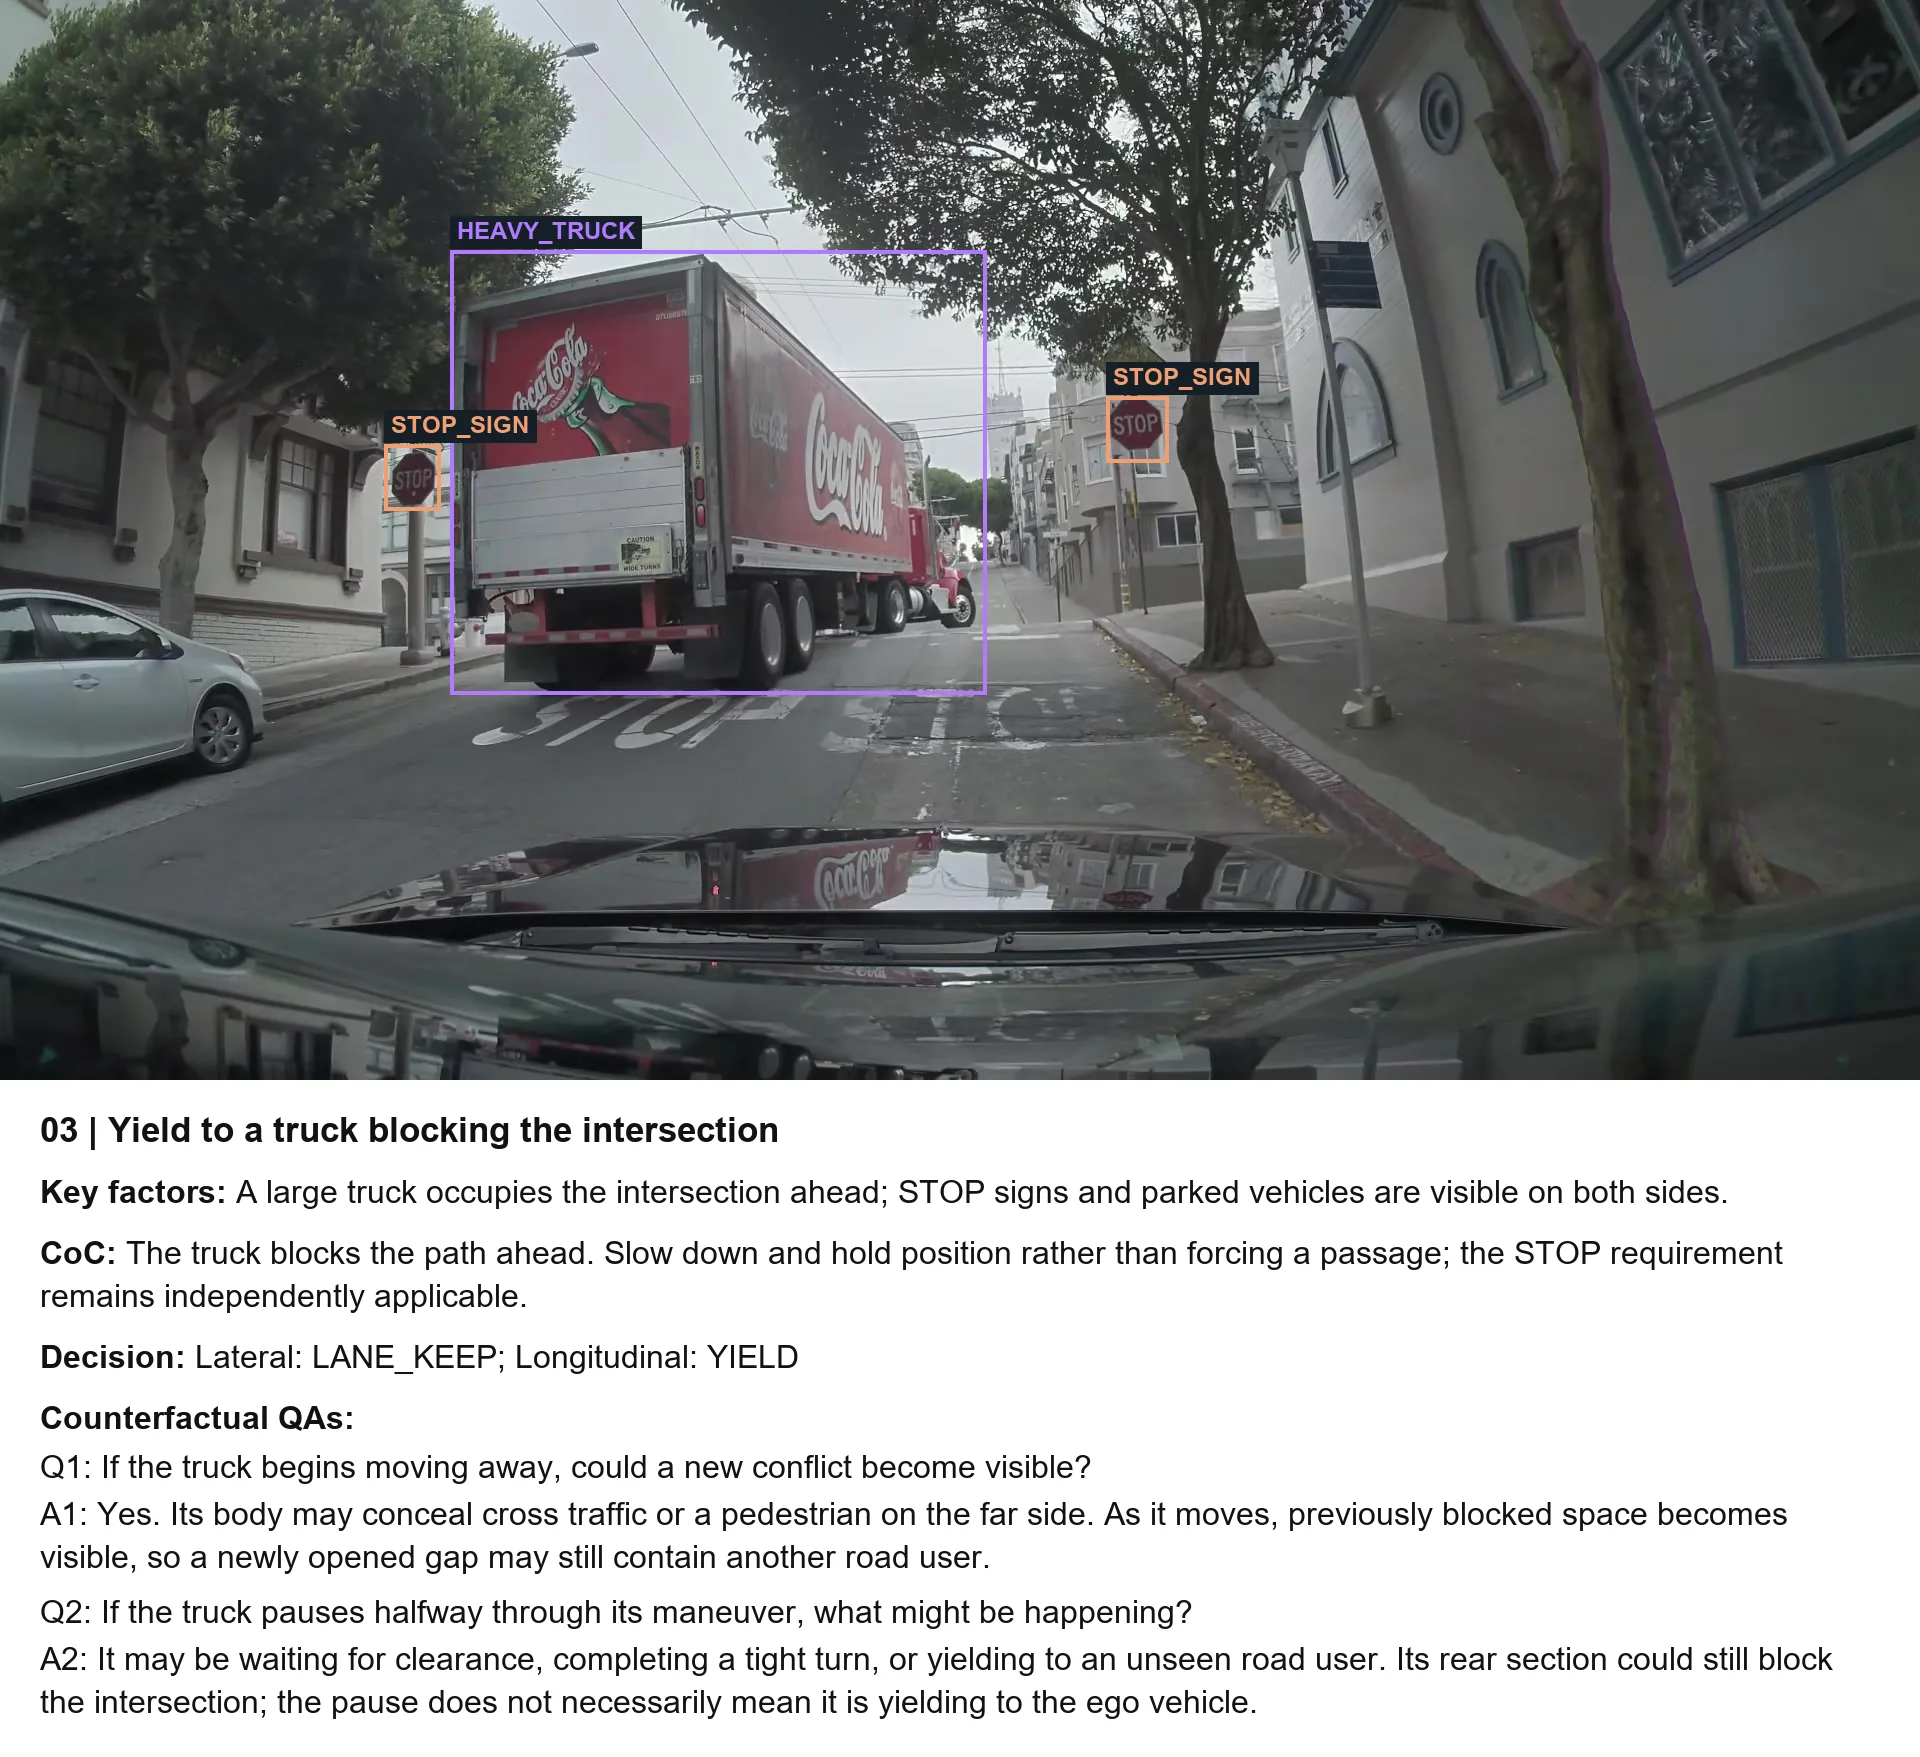 HEAVY_TRUCK
STOP_SIGN
STOP
Coca-Cola
Coca-Cola
Coca-Cola
CAUTION
WIDE TURNS
STOP_SIGN
STOP
STOP
Coca-Cola
03 | Yield to a truck blocking the intersection
Key factors: A large truck occupies the intersection ahead; STOP signs and parked vehicles are visible on both sides.
CoC: The truck blocks the path ahead. Slow down and hold position rather than forcing a passage; the STOP requirement
remains independently applicable.
Decision: Lateral: LANE_KEEP; Longitudinal: YIELD
Counterfactual QAs:
Q1: If the truck begins moving away, could a new conflict become visible?
A1: Yes. Its body may conceal cross traffic or a pedestrian on the far side. As it moves, previously blocked space becomes
visible, so a newly opened gap may still contain another road user.
Q2: If the truck pauses halfway through its maneuver, what might be happening?
A2: It may be waiting for clearance, completing a tight turn, or yielding to an unseen road user. Its rear section could still block
the intersection; the pause does not necessarily mean it is yielding to the ego vehicle.